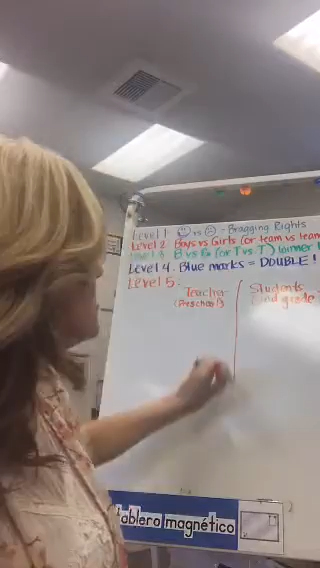 Level 1. 🙂 vs ☹ - Bragging Rights
Level 2. Boys vs Girls (or team vs team
Level 3. B vs G (or T vs T) Winner
Level 4. Blue marks = DOUBLE!
Level 5.
Teacher
(Preschool)
Students
(2nd grade
tablero magnético